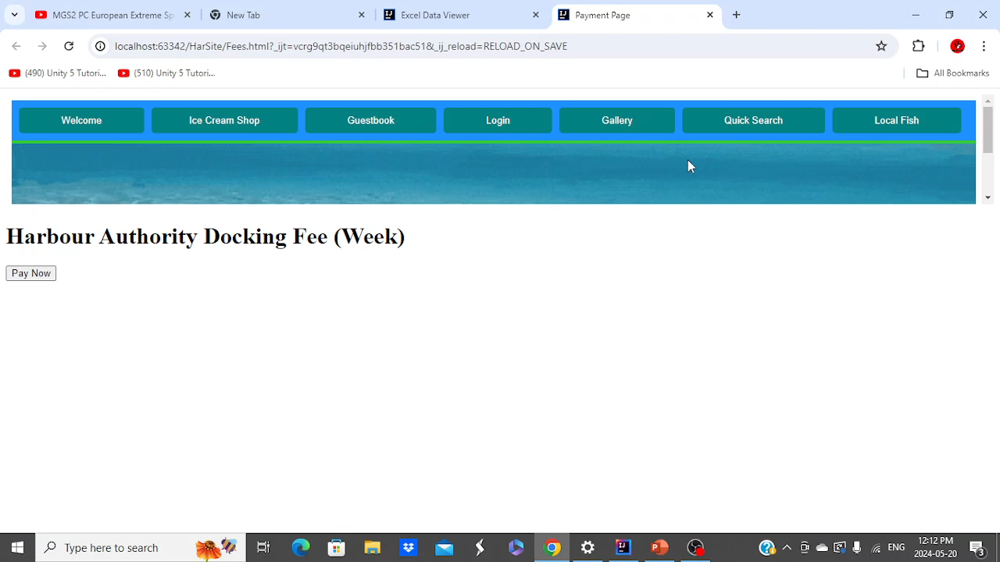 MGS2 PC European Extreme Sp
New Tab
Excel Data Viewer
Payment Page
localhost:63342/HarSite/Fees.html?_ijt=vcrg9qt3bqeiuhjfbb351b3c51&_ij_reload=RELOAD_ON_SAVE
(490) Unity 5 Tutori...
(510) Unity 5 Tutori...
All Bookmarks
Welcome
Ice Cream Shop
Guestbook
Login
Gallery
Quick Search
Local Fish
Harbour Authority Docking Fee (Week)
Pay Now
Type here to search
ENG
12:12 PM
2024-05-20
3